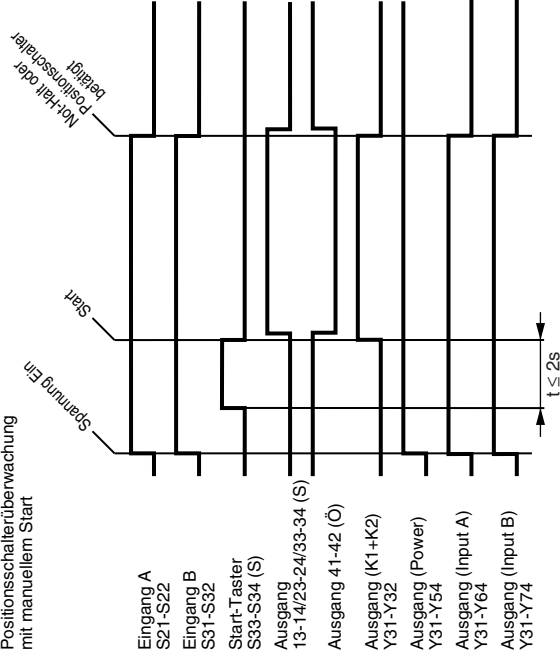 Positionsschalterüberwachung
mit manuellem Start
Spannung Ein
Start
Not-Halt oder
Positionsschalter
betätigt
Eingang A
S21-S22
Eingang B
S31-S32
Start-Taster
S33-S34 (S)
Ausgang
13-14/23-24/33-34 (S)
Ausgang 41-42 (Ö)
Ausgang (K1+K2)
Y31-Y32
Ausgang (Power)
Y31-Y54
Ausgang (Input A)
Y31-Y64
Ausgang (Input B)
Y31-Y74
t ≤ 2s